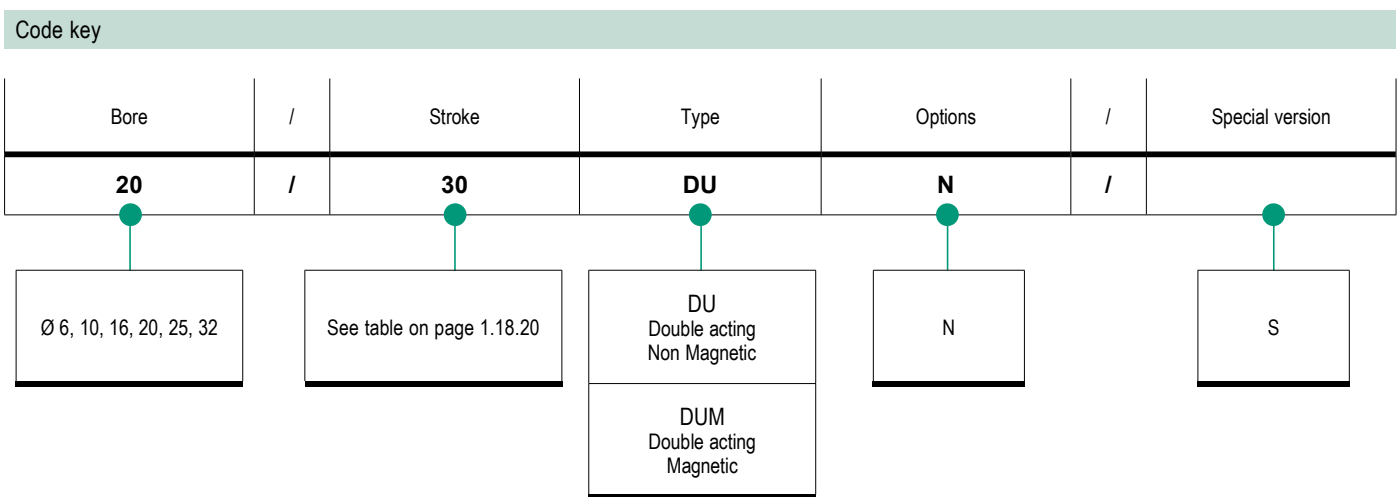 Code key
Bore / Stroke Type Options / Special version
20 / 30 DU N /
Ø 6, 10, 16, 20, 25, 32
See table on page 1.18.20
DU
Double acting
Non Magnetic
DUM
Double acting
Magnetic
N
S